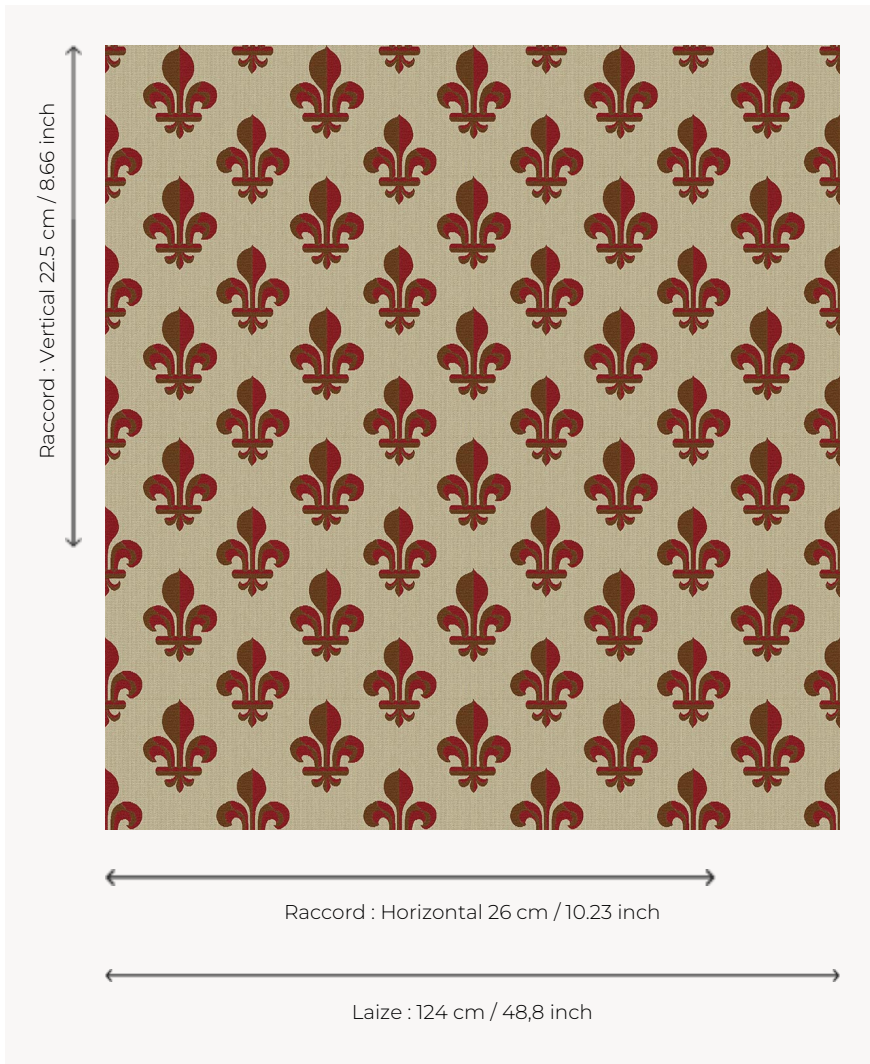 Raccord : Vertical 22.5 cm / 8.66 inch
Raccord : Horizontal 26 cm / 10.23 inch
Laize : 124 cm / 48,8 inch